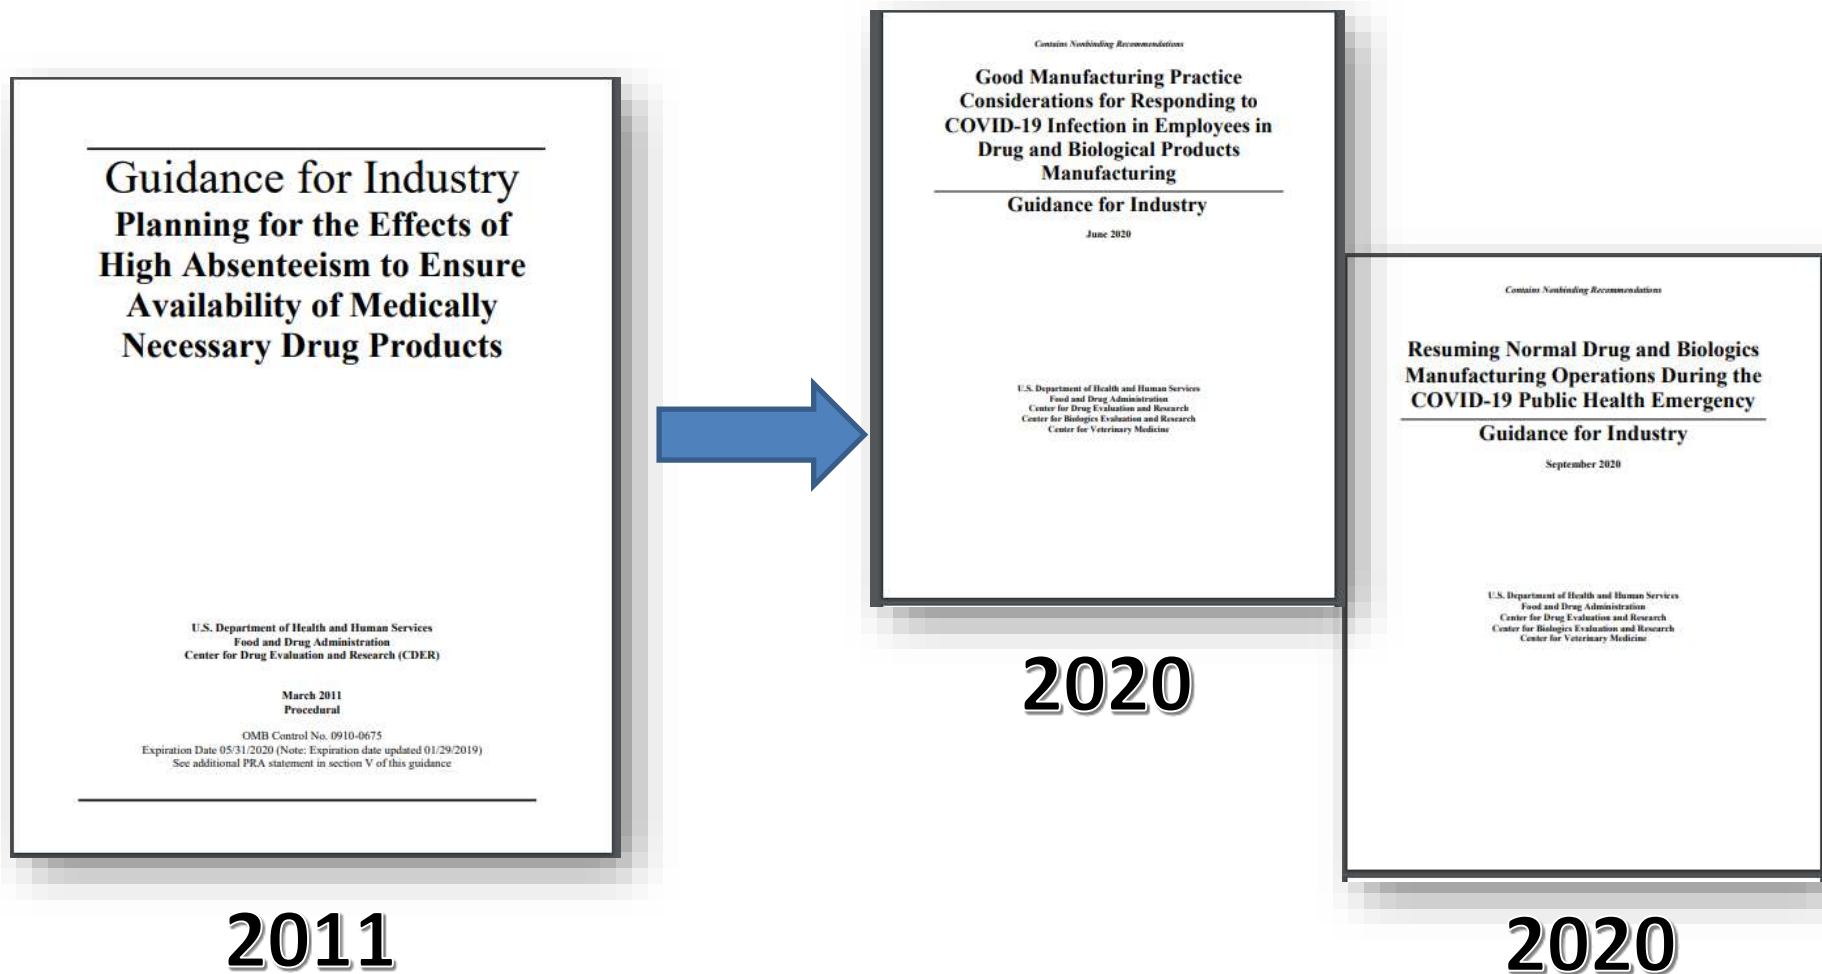 Guidance for Industry
Planning for the Effects of
High Absenteeism to Ensure
Availability of Medically
Necessary Drug Products
U.S. Department of Health and Human Services
Food and Drug Administration
Center for Drug Evaluation and Research (CDER)
March 2011
Procedural
OMB Control No. 0910-0675
Expiration Date 05/31/2020 (Note: Expiration date updated 01/29/2019)
See additional PRA statement in section V of this guidance
2011
Contains Nonbinding Recommendations
Good Manufacturing Practice
Considerations for Responding to
COVID-19 Infection in Employees in
Drug and Biological Products
Manufacturing
Guidance for Industry
June 2020
U.S. Department of Health and Human Services
Food and Drug Administration
Center for Drug Evaluation and Research
Center for Biologics Evaluation and Research
Center for Veterinary Medicine
2020
Contains Nonbinding Recommendations
Resuming Normal Drug and Biologics
Manufacturing Operations During the
COVID-19 Public Health Emergency
Guidance for Industry
September 2020
U.S. Department of Health and Human Services
Food and Drug Administration
Center for Drug Evaluation and Research
Center for Biologics Evaluation and Research
Center for Veterinary Medicine
2020